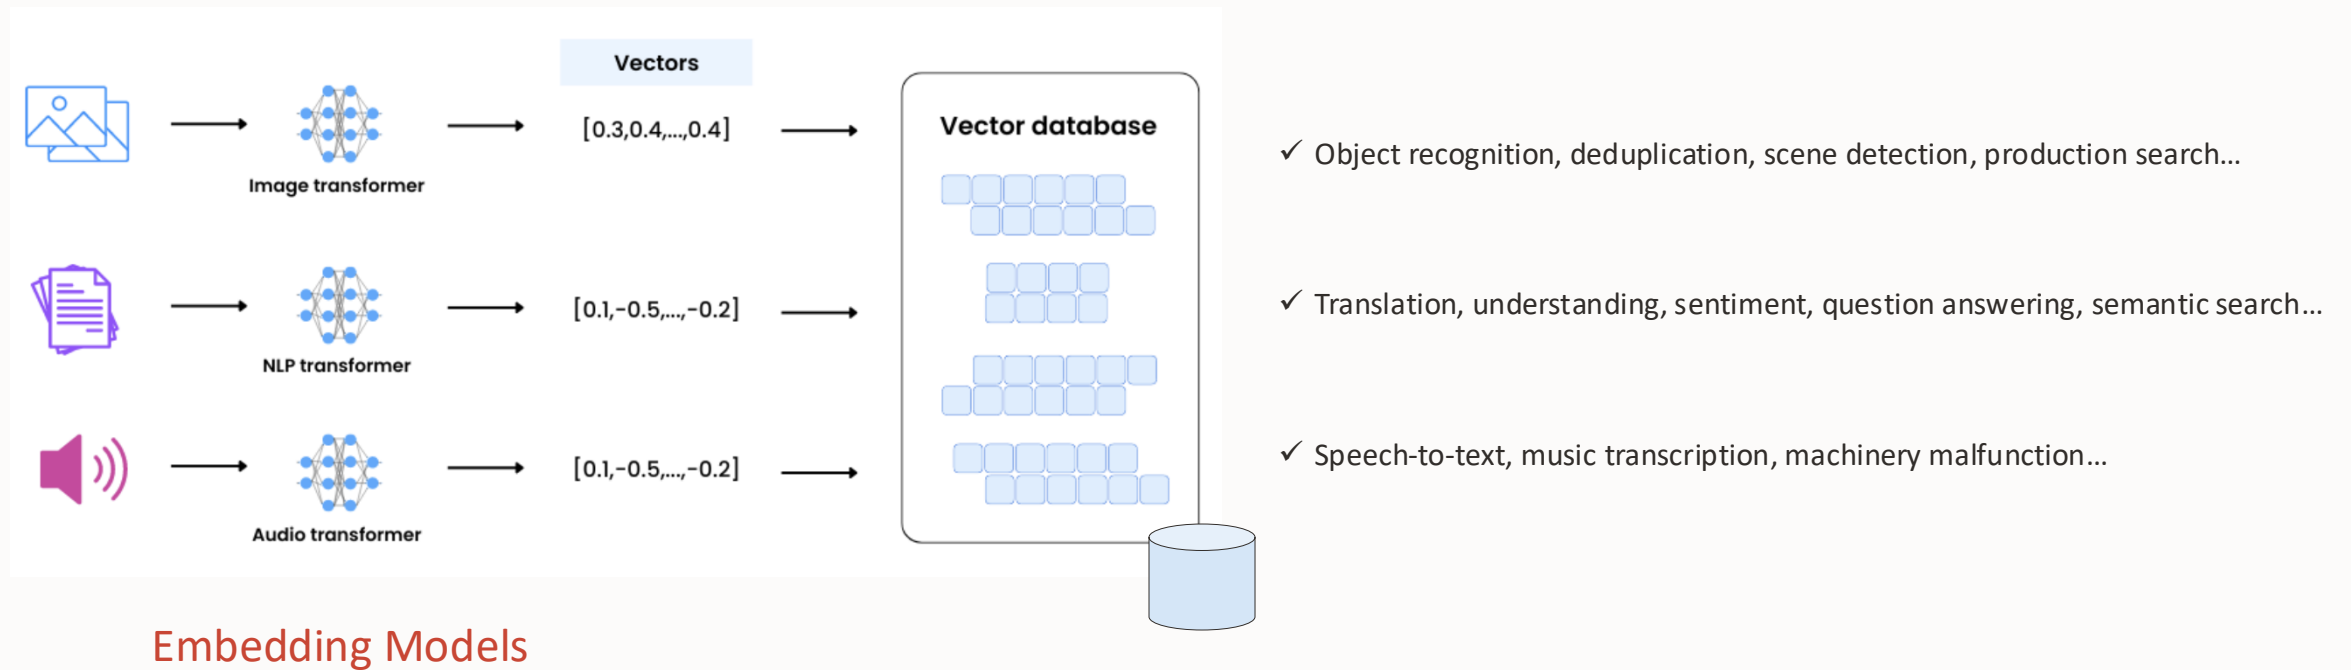 Vectors
[0.3,0.4,...,0.4]
Image transformer
[0.1,-0.5,...,-0.2]
NLP transformer
[0.1,-0.5,...,-0.2]
Audio transformer
Vector database
✓ Object recognition, deduplication, scene detection, production search...
✓ Translation, understanding, sentiment, question answering, semantic search...
✓ Speech-to-text, music transcription, machinery malfunction...
Embedding Models